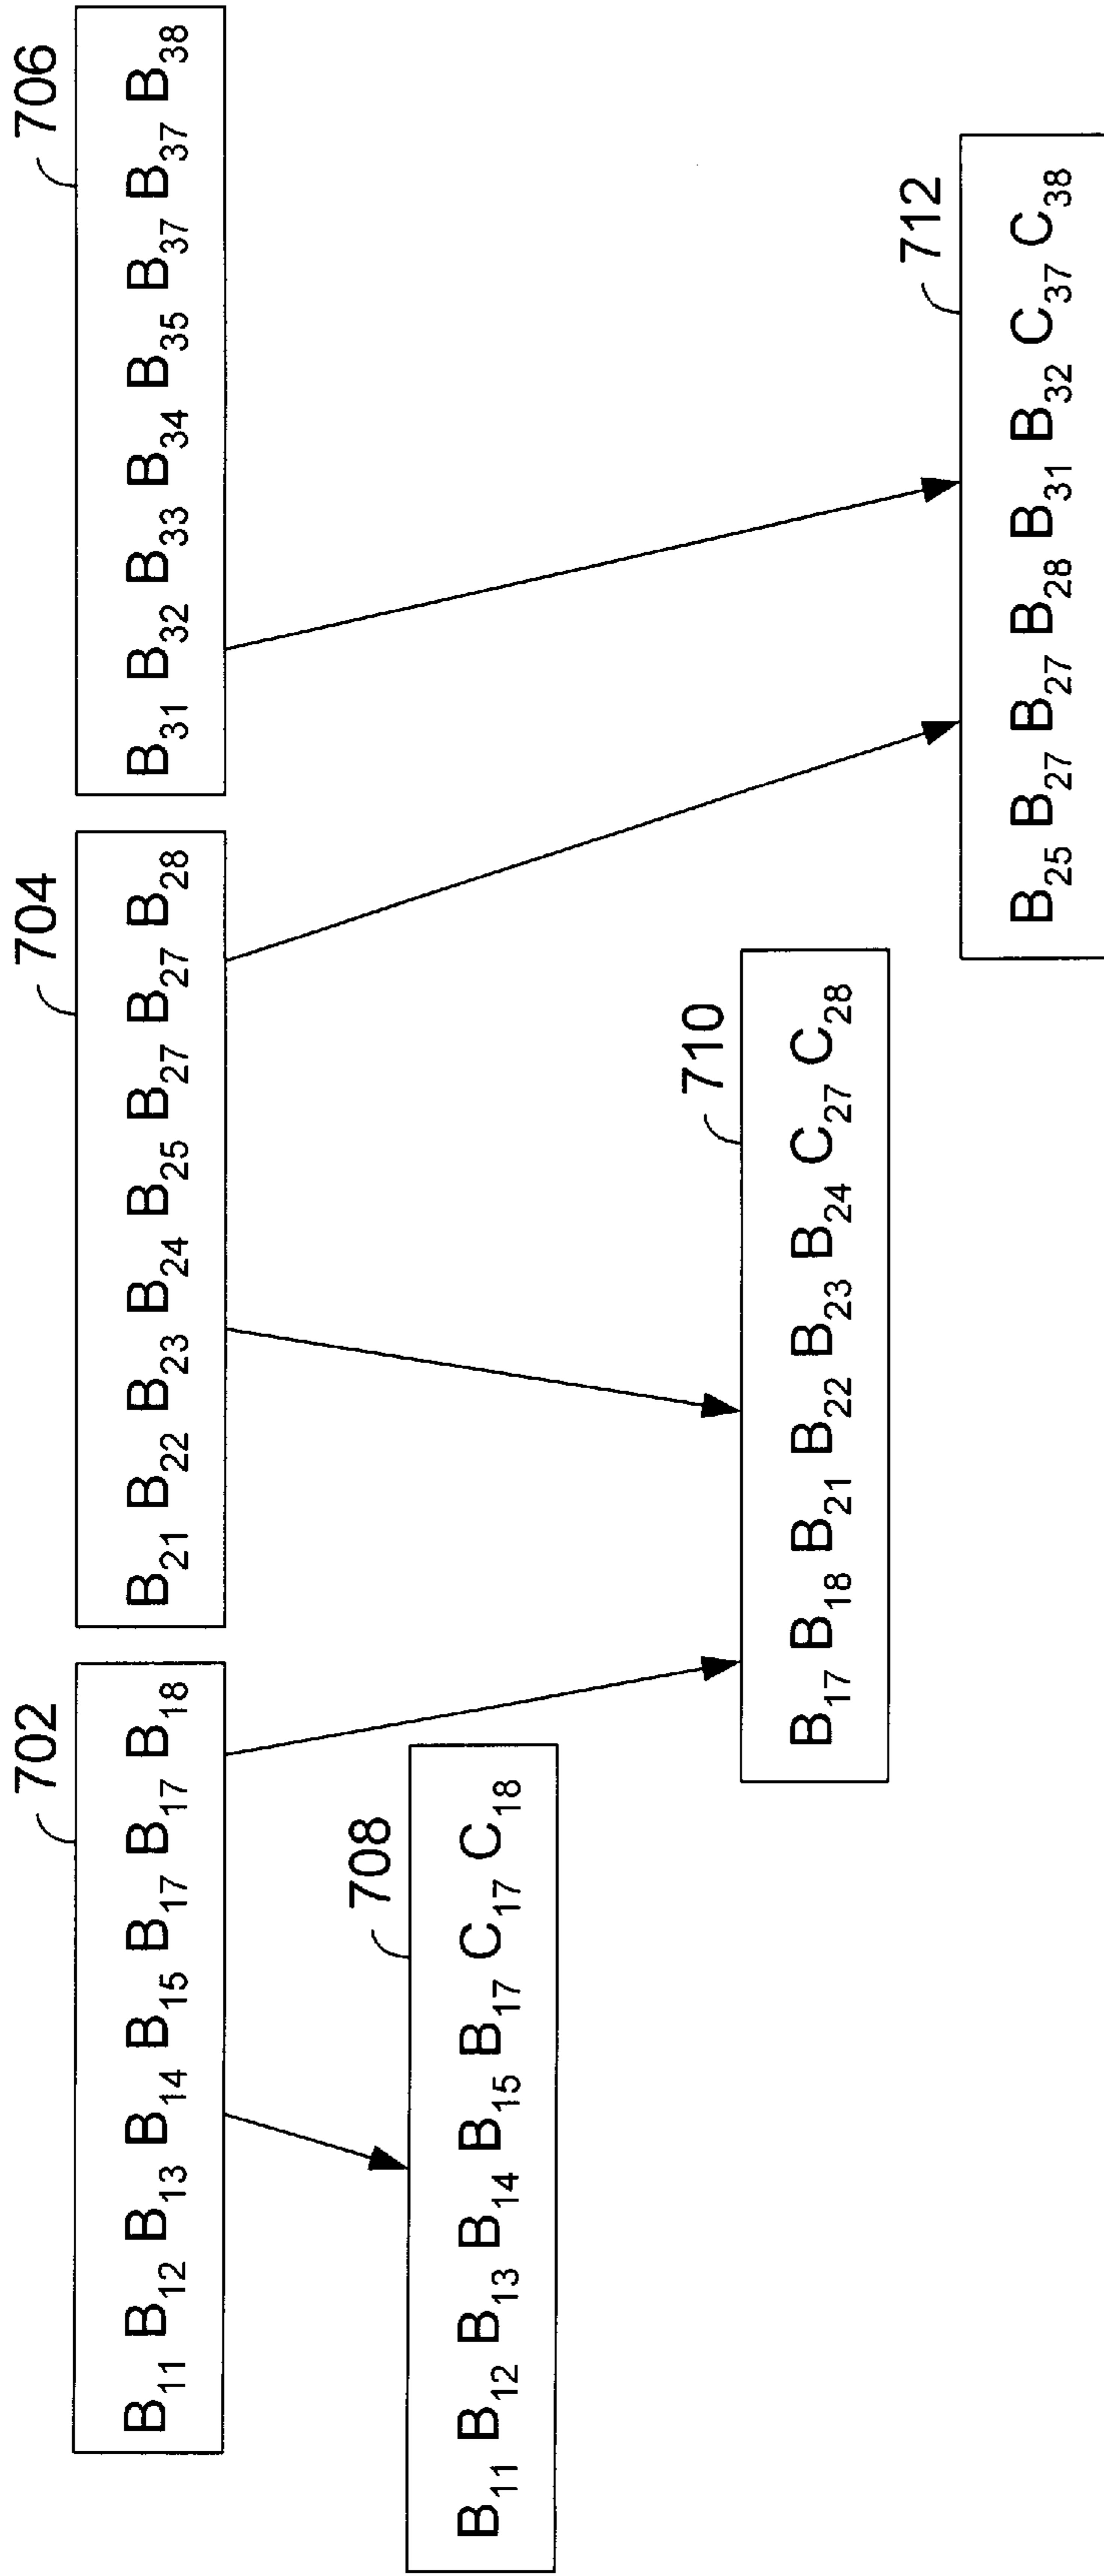 702
B11 B12 B13 B14 B15 B17 B17 B18
704
B21 B22 B23 B24 B25 B27 B27 B28
706
B31 B32 B33 B34 B35 B37 B37 B38
708
B11 B12 B13 B14 B15 B17 C17 C18
710
B17 B18 B21 B22 B23 B24 C27 C28
712
B25 B27 B27 B28 B31 B32 C37 C38